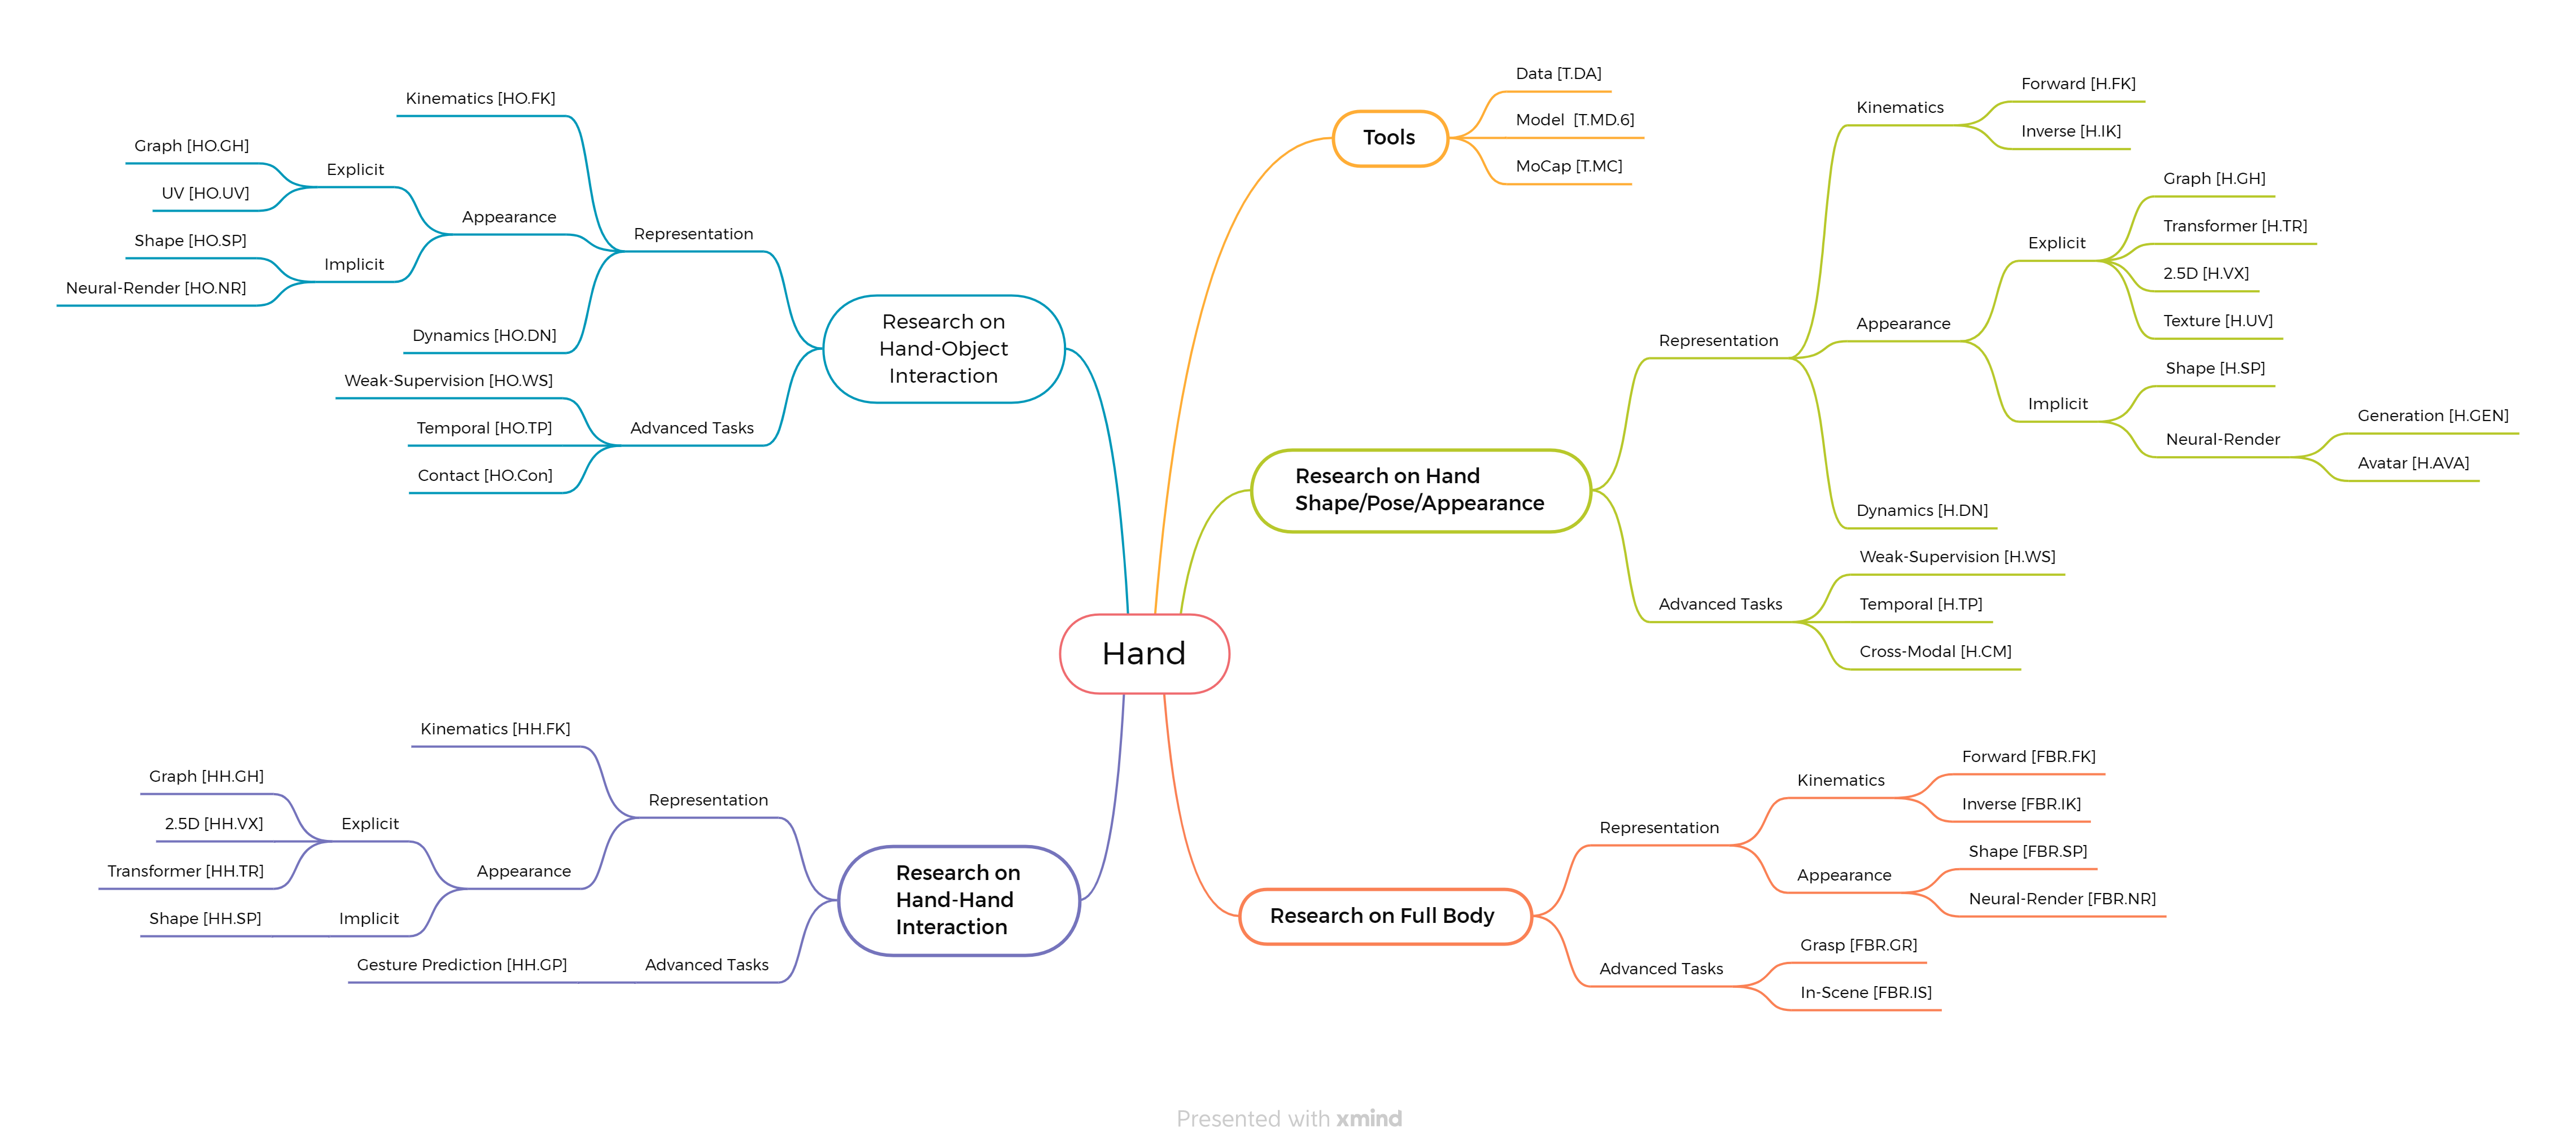 Kinematics [HO.FK]
Graph [HO.GH]
Explicit
UV [HO.UV]
Appearance
Shape [HO.SP]
Implicit
Neural-Render [HO.NR]
Representation
Dynamics [HO.DN]
Research on
Hand-Object
Interaction
Weak-Supervision [HO.WS]
Temporal [HO.TP]
Advanced Tasks
Contact [HO.Con]
Tools
Data [T.DA]
Model  [T.MD.6]
MoCap [T.MC]
Research on Hand
Shape/Pose/Appearance
Representation
Kinematics
Forward [H.FK]
Inverse [H.IK]
Appearance
Explicit
Graph [H.GH]
Transformer [H.TR]
2.5D [H.VX]
Texture [H.UV]
Implicit
Shape [H.SP]
Neural-Render
Generation [H.GEN]
Avatar [H.AVA]
Dynamics [H.DN]
Advanced Tasks
Weak-Supervision [H.WS]
Temporal [H.TP]
Cross-Modal [H.CM]
Hand
Kinematics [HH.FK]
Representation
Graph [HH.GH]
2.5D [HH.VX]
Explicit
Transformer [HH.TR]
Appearance
Shape [HH.SP]
Implicit
Research on
Hand-Hand
Interaction
Gesture Prediction [HH.GP]
Advanced Tasks
Research on Full Body
Representation
Kinematics
Forward [FBR.FK]
Inverse [FBR.IK]
Appearance
Shape [FBR.SP]
Neural-Render [FBR.NR]
Advanced Tasks
Grasp [FBR.GR]
In-Scene [FBR.IS]
Presented with xmind